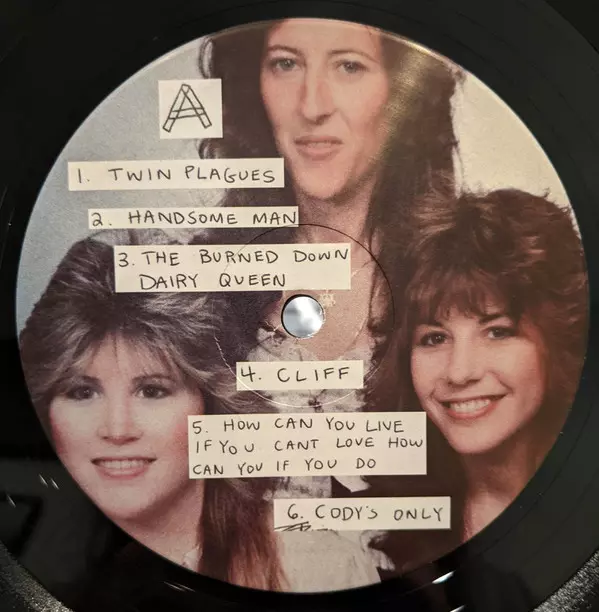 A
1. TWIN PLAGUES
2. HANDSOME MAN
3. THE BURNED DOWN
DAIRY QUEEN
4. CLIFF
5. HOW CAN YOU LIVE
IF YOU CANT LOVE HOW
CAN YOU IF YOU DO
6. CODY'S ONLY